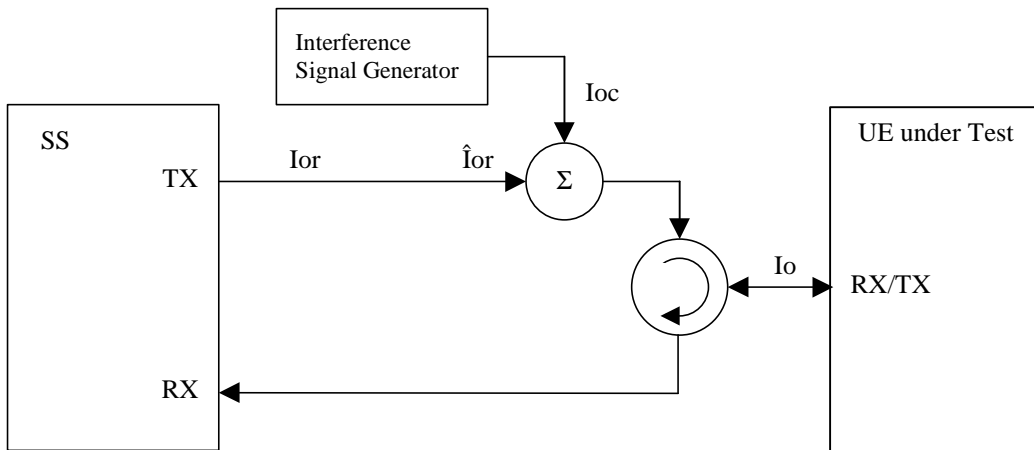 Interference
Signal Generator
Ioc
SS
UE under Test
TX
Ior
Îor
Σ
Io
RX/TX
RX